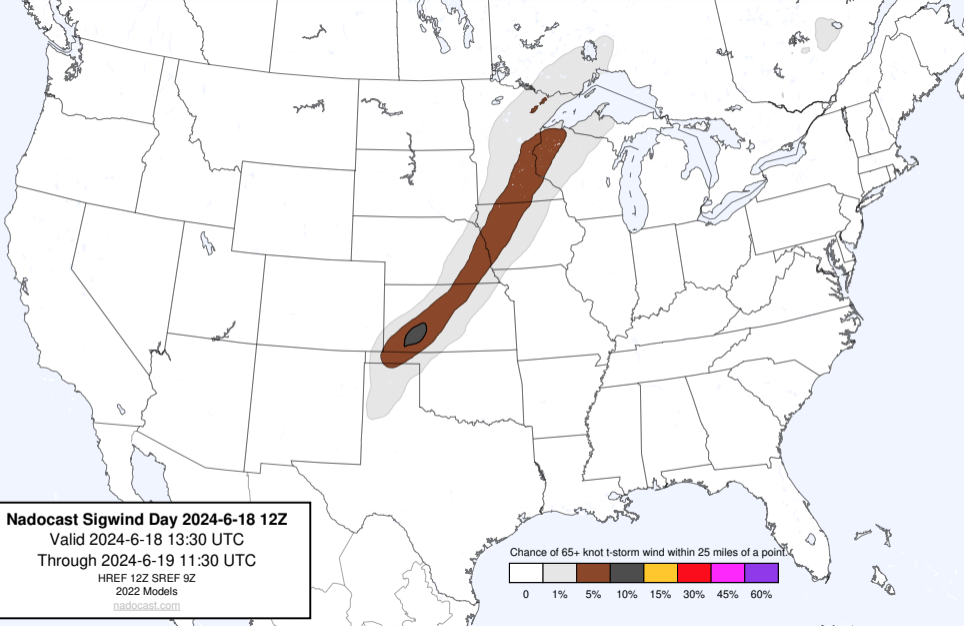 Nadocast Sigwind Day 2024-6-18 12Z
Valid 2024-6-18 13:30 UTC
Through 2024-6-19 11:30 UTC
HREF 12Z SREF 9Z
2022 Models
nadocast.com
Chance of 65+ knot t-storm wind within 25 miles of a point.
0 1% 5% 10% 15% 30% 45% 60%